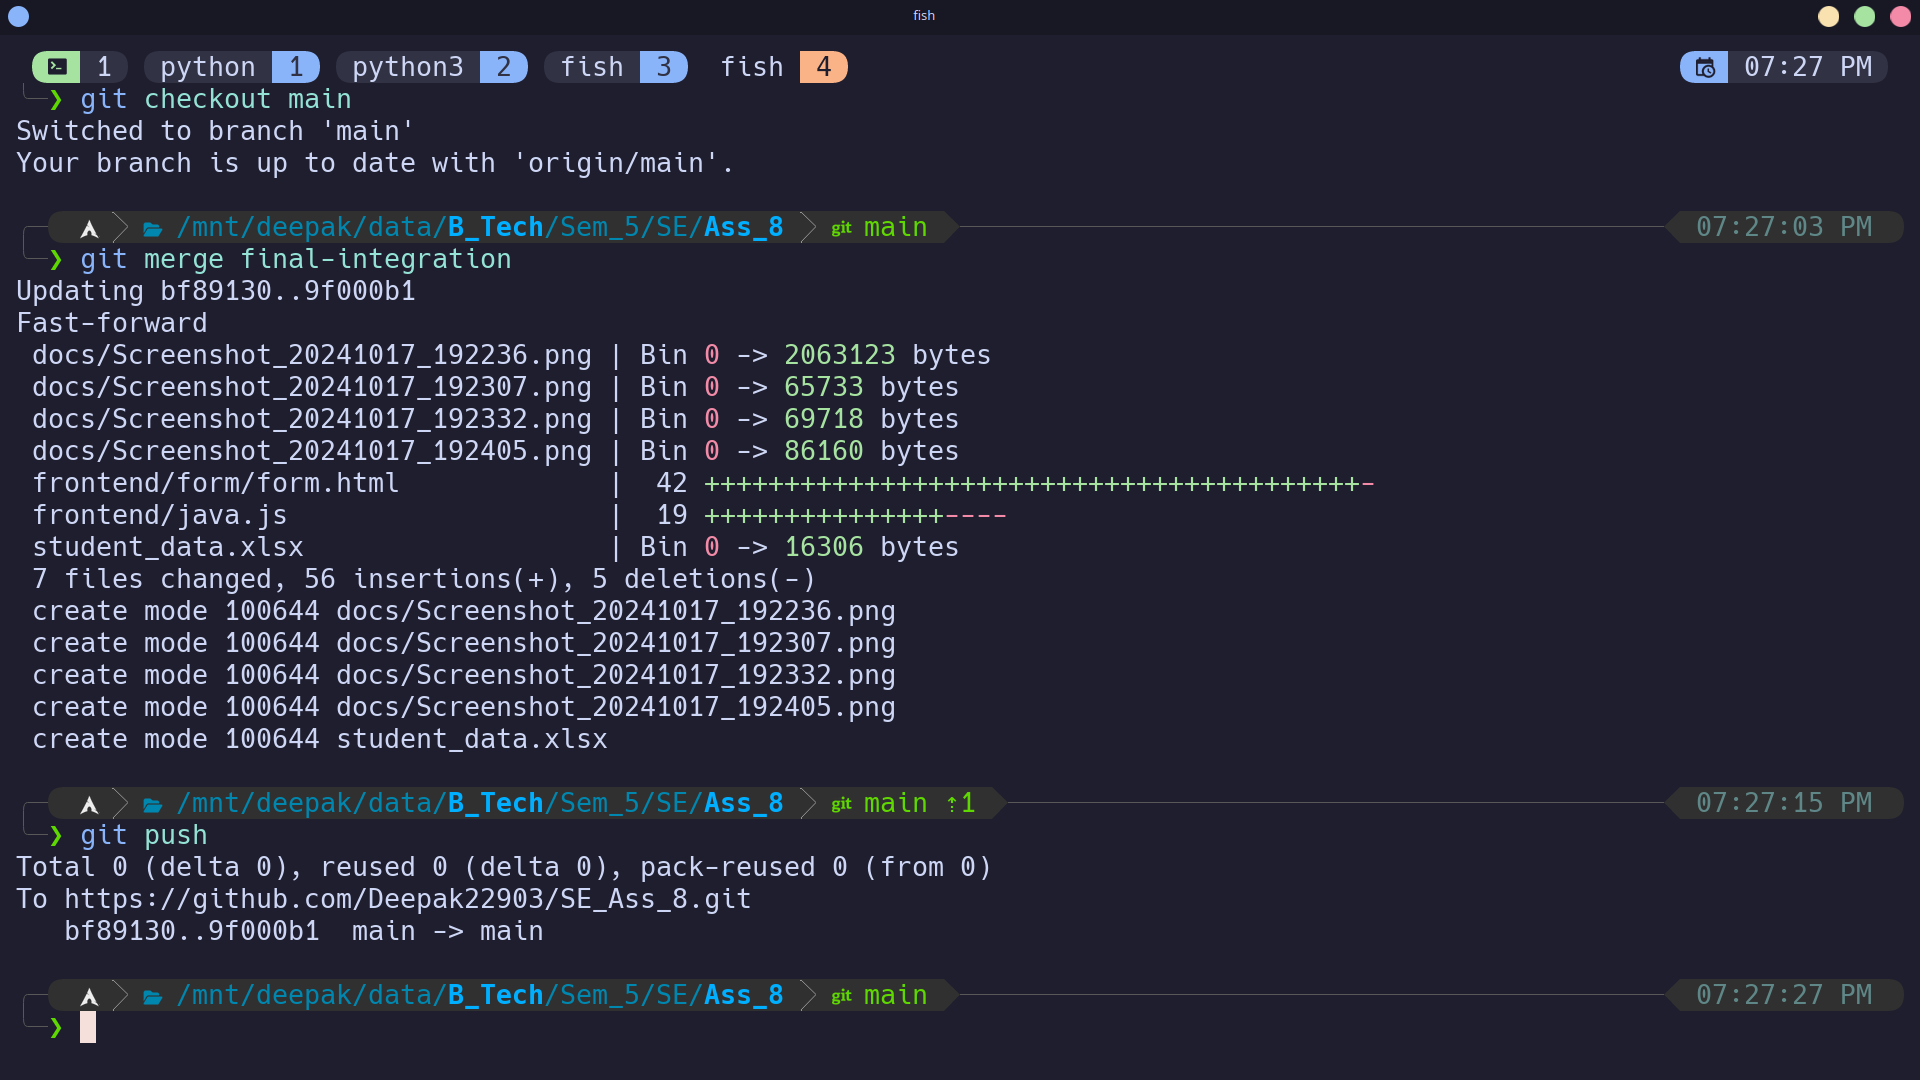 fish
1 python 1 python3 2 fish 3 fish 4 07:27 PM
❯ git checkout main
Switched to branch 'main'
Your branch is up to date with 'origin/main'.
/mnt/deepak/data/B_Tech/Sem_5/SE/Ass_8 git main 07:27:03 PM
❯ git merge final-integration
Updating bf89130..9f000b1
Fast-forward
docs/Screenshot_20241017_192236.png | Bin 0 -> 2063123 bytes
docs/Screenshot_20241017_192307.png | Bin 0 -> 65733 bytes
docs/Screenshot_20241017_192332.png | Bin 0 -> 69718 bytes
docs/Screenshot_20241017_192405.png | Bin 0 -> 86160 bytes
frontend/form/form.html | 42 +++++++++++++++++++++++++++++++++++++++++-
frontend/java.js | 19 +++++++++++++++----
student_data.xlsx | Bin 0 -> 16306 bytes
7 files changed, 56 insertions(+), 5 deletions(-)
create mode 100644 docs/Screenshot_20241017_192236.png
create mode 100644 docs/Screenshot_20241017_192307.png
create mode 100644 docs/Screenshot_20241017_192332.png
create mode 100644 docs/Screenshot_20241017_192405.png
create mode 100644 student_data.xlsx
/mnt/deepak/data/B_Tech/Sem_5/SE/Ass_8 git main ⇡1 07:27:15 PM
❯ git push
Total 0 (delta 0), reused 0 (delta 0), pack-reused 0 (from 0)
To https://github.com/Deepak22903/SE_Ass_8.git
bf89130..9f000b1 main -> main
/mnt/deepak/data/B_Tech/Sem_5/SE/Ass_8 git main 07:27:27 PM
❯